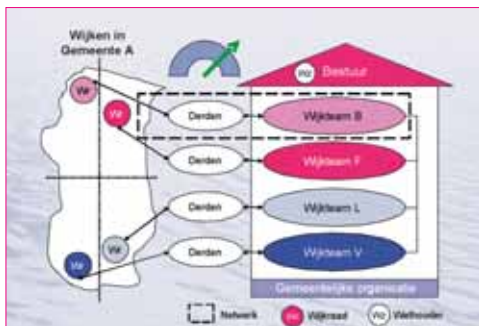 Wijken in
Gemeente A
Wr
Wr
Wr
Wr
Derden
Derden
Derden
Derden
Wz
Bestuur
Wijkteam B
Wijkteam F
Wijkteam L
Wijkteam V
Gemeentelijke organisatie
Netwerk
Wijkraad
Wethouder